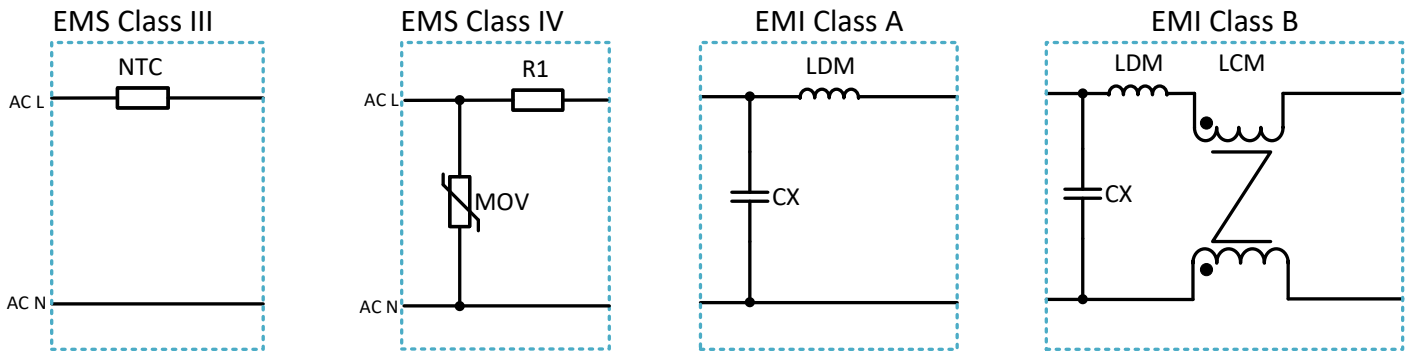 EMS Class III
EMS Class IV
EMI Class A
EMI Class B
NTC
R1
LDM
LDM
LCM
AC L
AC L
MOV
CX
CX
AC N
AC N